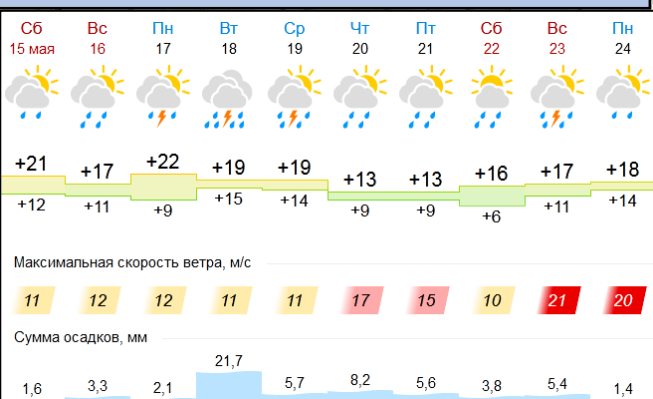 Сб Вс Пн Вт Ср Чт Пт Сб Вс Пн
15 мая 16 17 18 19 20 21 22 23 24
+21 +17 +22 +19 +19 +13 +13 +16 +17 +18
+12 +11 +9 +15 +14 +9 +9 +6 +11 +14
Максимальная скорость ветра, м/с
11 12 12 11 11 17 15 10 21 20
Сумма осадков, мм
1,6 3,3 2,1 21,7 5,7 8,2 5,6 3,8 5,4 1,4